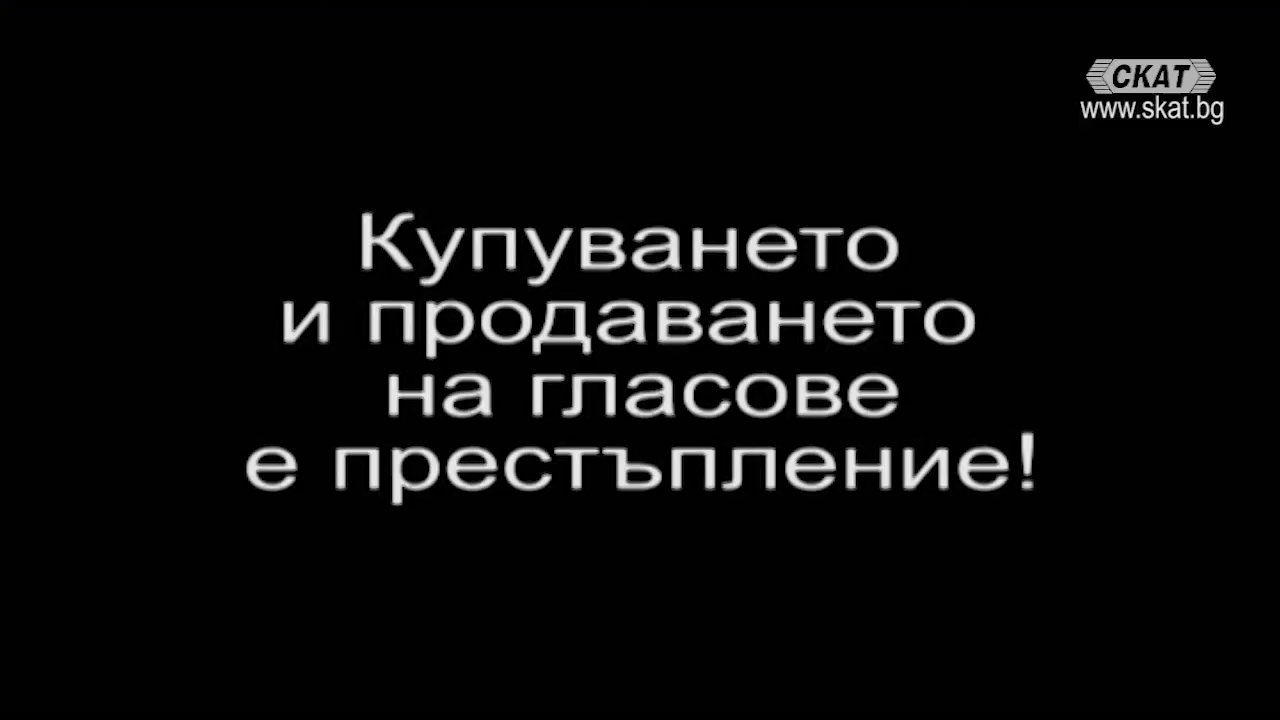 СКАТ
www.skat.bg
Купуването
и продаването
на гласове
е престъпление!